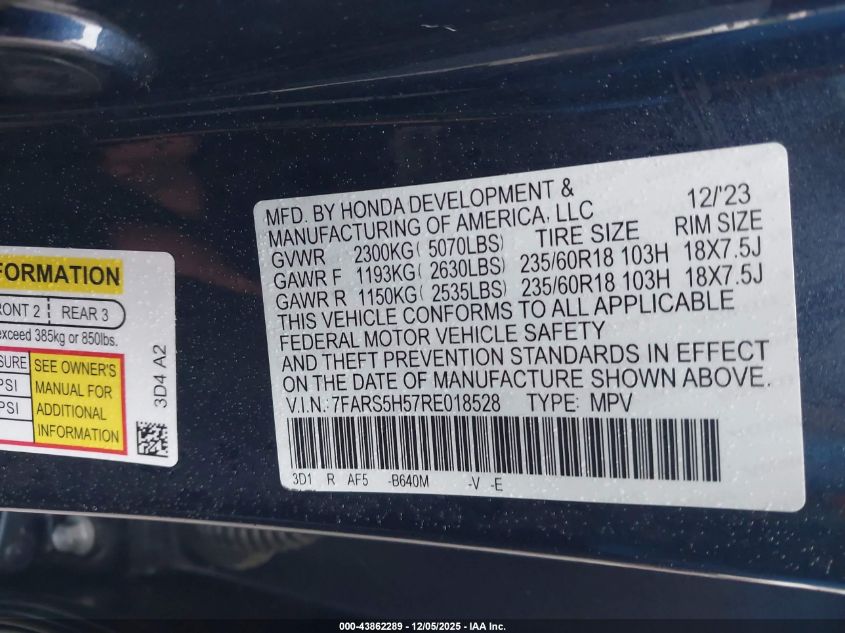 MFD. BY HONDA DEVELOPMENT & MANUFACTURING OF AMERICA, LLC 12/'23
GVWR 2300KG( 5070LBS) TIRE SIZE RIM SIZE
GAWR F 1193KG( 2630LBS) 235/60R18 103H 18X7.5J
GAWR R 1150KG( 2535LBS) 235/60R18 103H 18X7.5J
THIS VEHICLE CONFORMS TO ALL APPLICABLE
FEDERAL MOTOR VEHICLE SAFETY
AND THEFT PREVENTION STANDARDS IN EFFECT
ON THE DATE OF MANUFACTURE SHOWN ABOVE.
V.I.N.: 7FARS5H57RE018528 TYPE: MPV
3D1 R AF5 -B640M -V -E
FORMATION
RONT 2 REAR 3
exceed 385kg or 850lbs.
SURE SEE OWNER'S
PSI MANUAL FOR
PSI ADDITIONAL
INFORMATION
3D4 A2
000-43862289 - 12/05/2025 - IAA Inc.